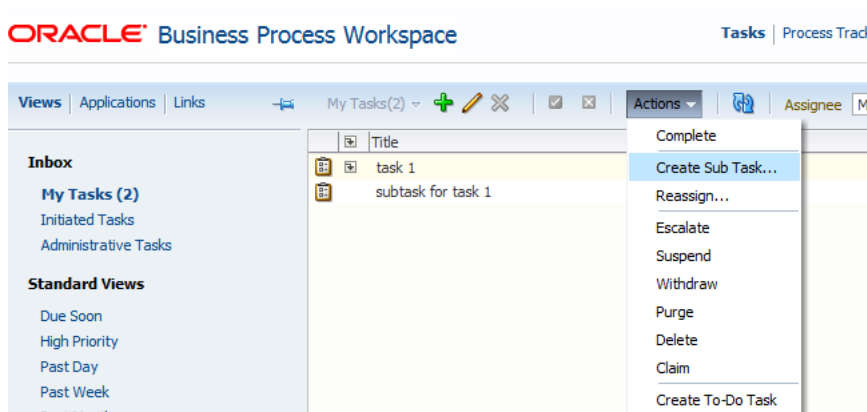 ORACLE Business Process Workspace
Tasks | Process Trac
Views | Applications | Links
My Tasks(2)
Actions
Assignee
M
Title
task 1
subtask for task 1
Inbox
My Tasks (2)
Initiated Tasks
Administrative Tasks
Standard Views
Due Soon
High Priority
Past Day
Past Week
Complete
Create Sub Task...
Reassign...
Escalate
Suspend
Withdraw
Purge
Delete
Claim
Create To-Do Task